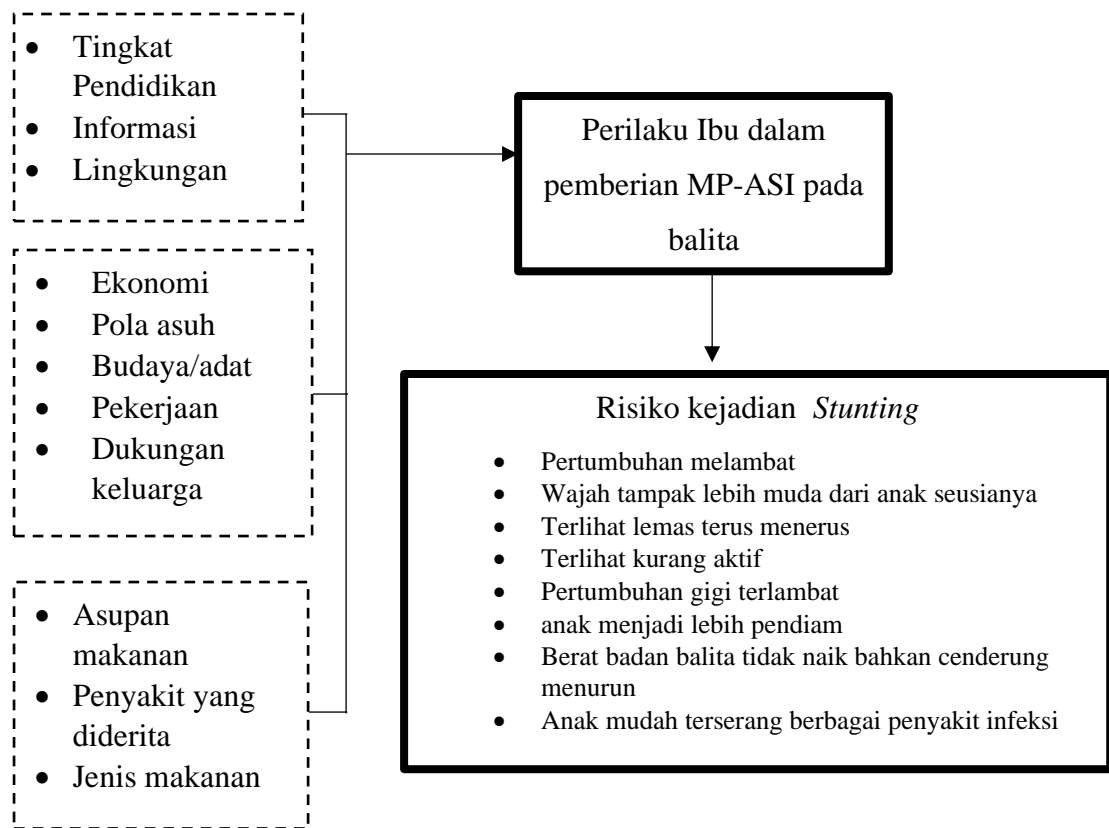 • Tingkat
Pendidikan
• Informasi
• Lingkungan
Perilaku Ibu dalam
pemberian MP-ASI pada
balita
• Ekonomi
• Pola asuh
• Budaya/adat
• Pekerjaan
• Dukungan
keluarga
Risiko kejadian Stunting
• Pertumbuhan melambat
• Wajah tampak lebih muda dari anak seusianya
• Terlihat lemas terus menerus
• Terlihat kurang aktif
• Pertumbuhan gigi terlambat
• anak menjadi lebih pendiam
• Berat badan balita tidak naik bahkan cenderung
menurun
• Anak mudah terserang berbagai penyakit infeksi
• Asupan
makanan
• Penyakit yang
diderita
• Jenis makanan